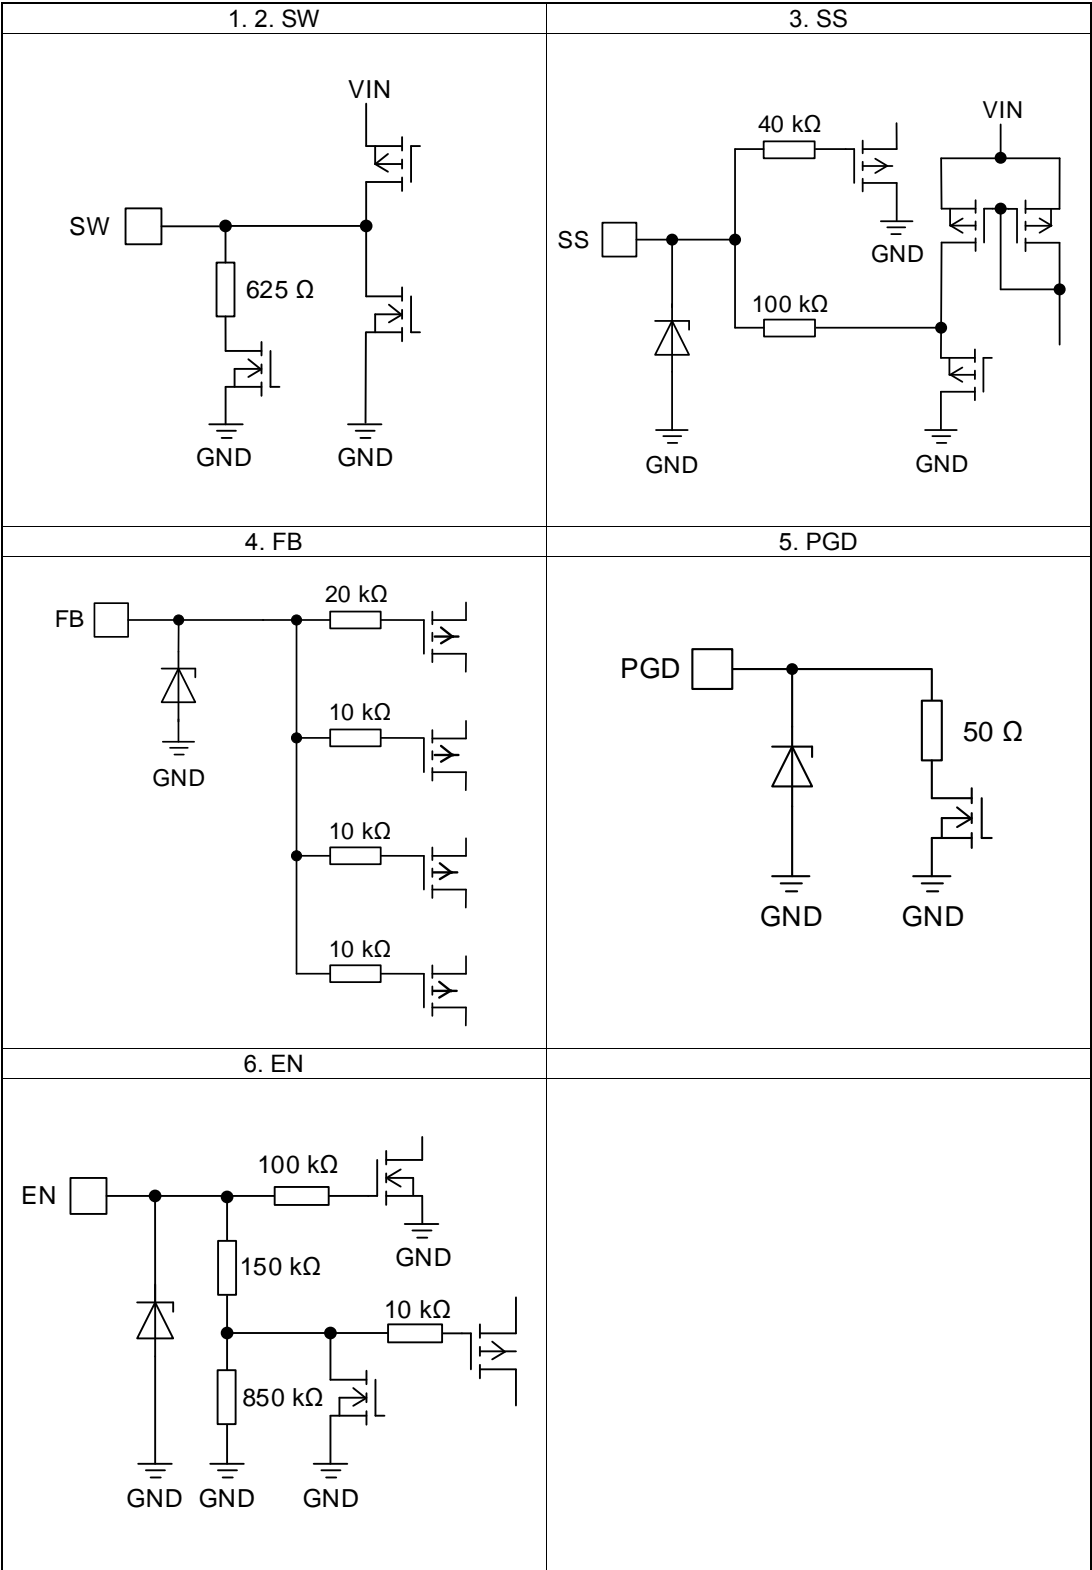 1. 2. SW
VIN
SW
625 Ω
GND
GND
3. SS
VIN
40 kΩ
SS
GND
100 kΩ
GND
GND
4. FB
20 kΩ
FB
10 kΩ
GND
10 kΩ
10 kΩ
5. PGD
PGD
50 Ω
GND
GND
6. EN
100 kΩ
EN
GND
150 kΩ
10 kΩ
850 kΩ
GND
GND
GND